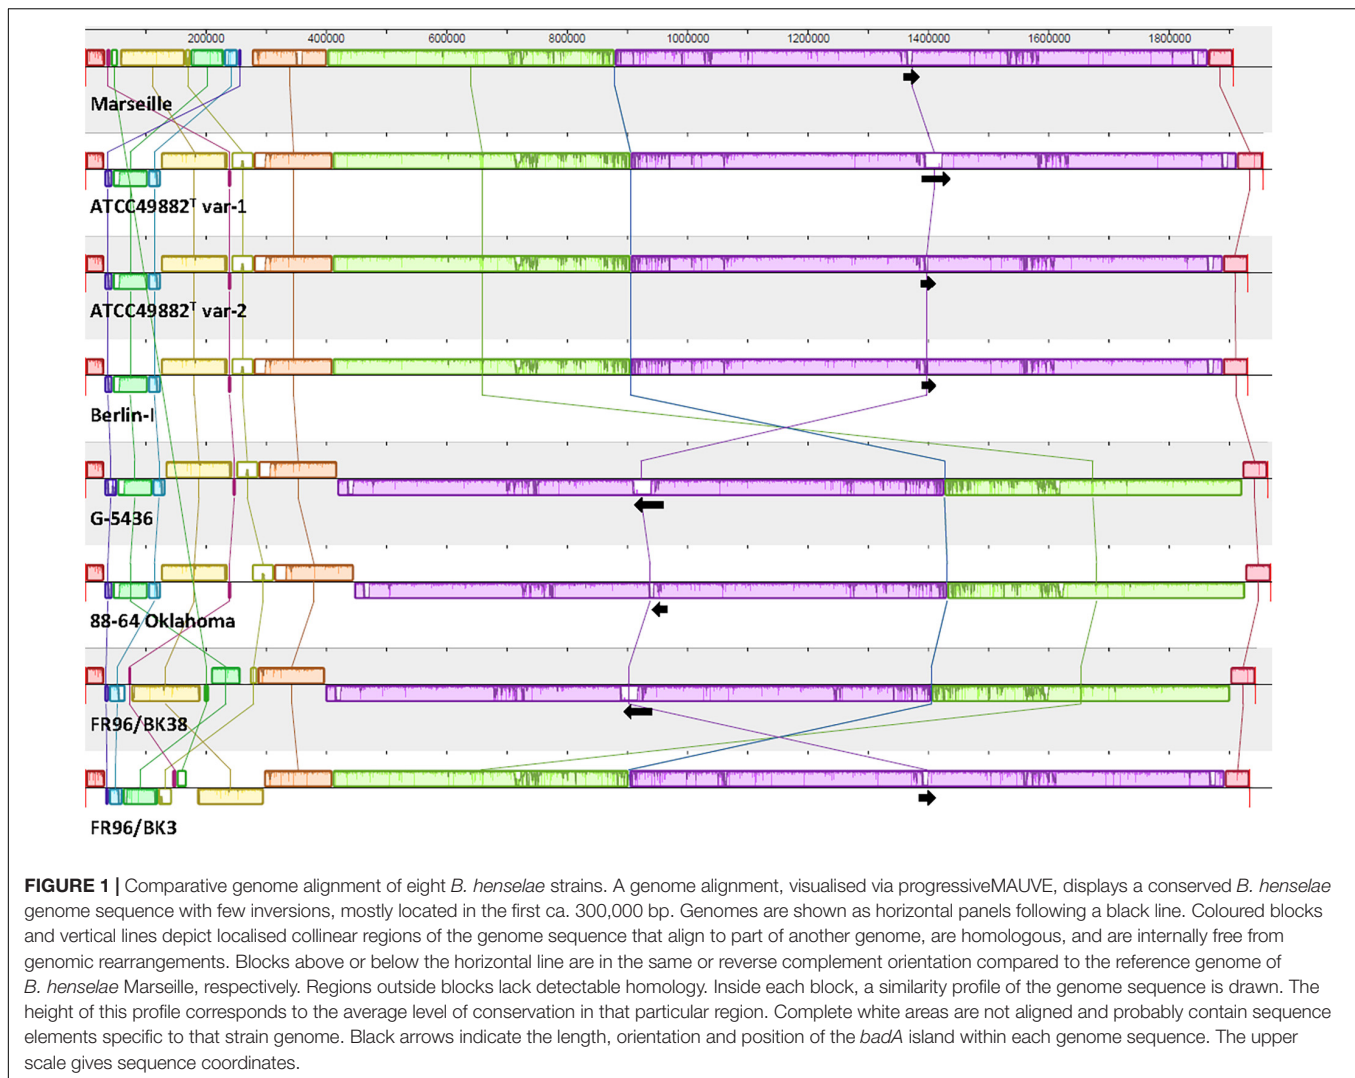 200000 400000 600000 800000 1000000 1200000 1400000 1600000 1800000
Marseille
ATCC49882ᵀ var-1
ATCC49882ᵀ var-2
Berlin-I
G-5436
88-64 Oklahoma
FR96/BK38
FR96/BK3
FIGURE 1 | Comparative genome alignment of eight B. henselae strains. A genome alignment, visualised via progressiveMAUVE, displays a conserved B. henselae
genome sequence with few inversions, mostly located in the first ca. 300,000 bp. Genomes are shown as horizontal panels following a black line. Coloured blocks
and vertical lines depict localised collinear regions of the genome sequence that align to part of another genome, are homologous, and are internally free from
genomic rearrangements. Blocks above or below the horizontal line are in the same or reverse complement orientation compared to the reference genome of
B. henselae Marseille, respectively. Regions outside blocks lack detectable homology. Inside each block, a similarity profile of the genome sequence is drawn. The
height of this profile corresponds to the average level of conservation in that particular region. Complete white areas are not aligned and probably contain sequence
elements specific to that strain genome. Black arrows indicate the length, orientation and position of the badA island within each genome sequence. The upper
scale gives sequence coordinates.